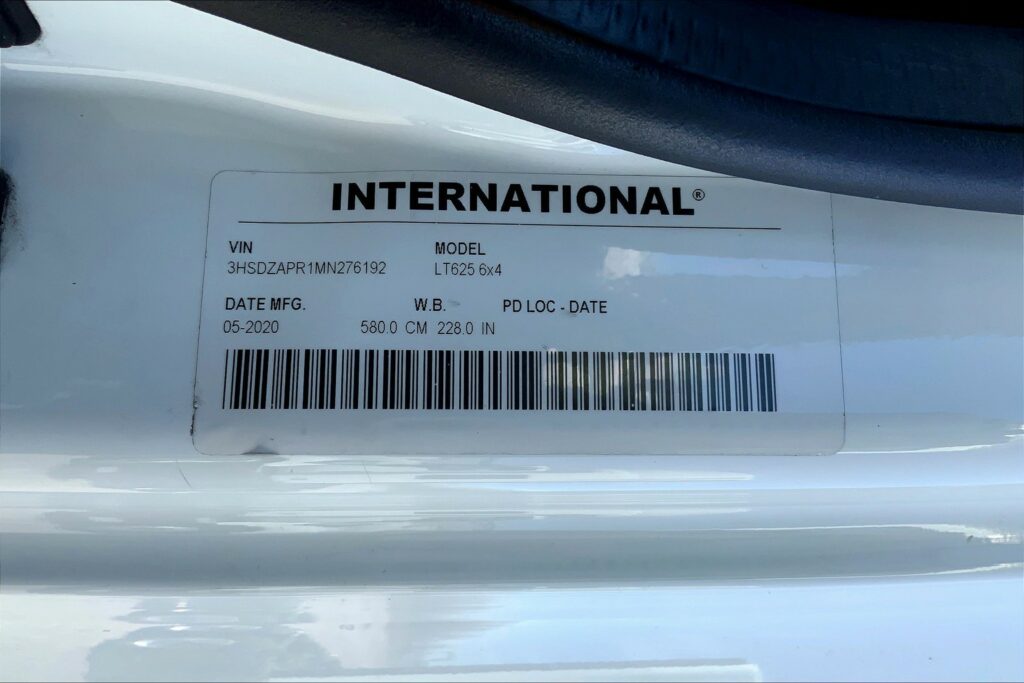 INTERNATIONAL®
VIN MODEL
3HSDZAPR1MN276192 LT625 6x4
DATE MFG. W.B. PD LOC - DATE
05-2020 580.0 CM 228.0 IN